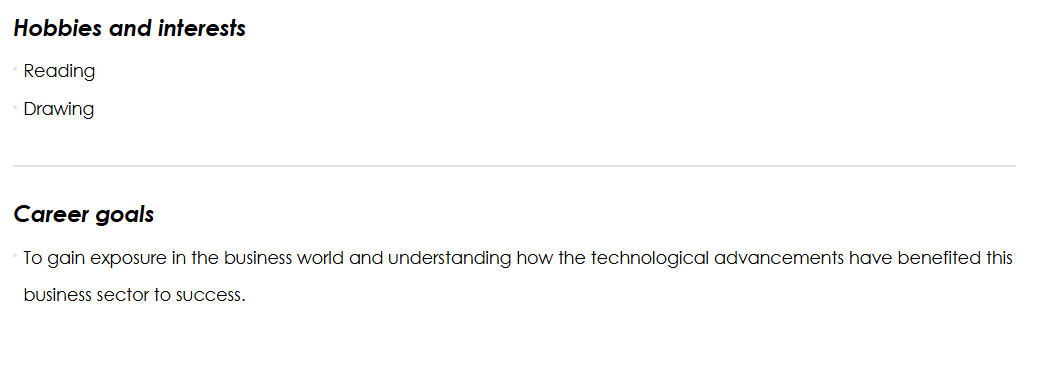 Hobbies and interests
Reading
Drawing
Career goals
To gain exposure in the business world and understanding how the technological advancements have benefited this
business sector to success.